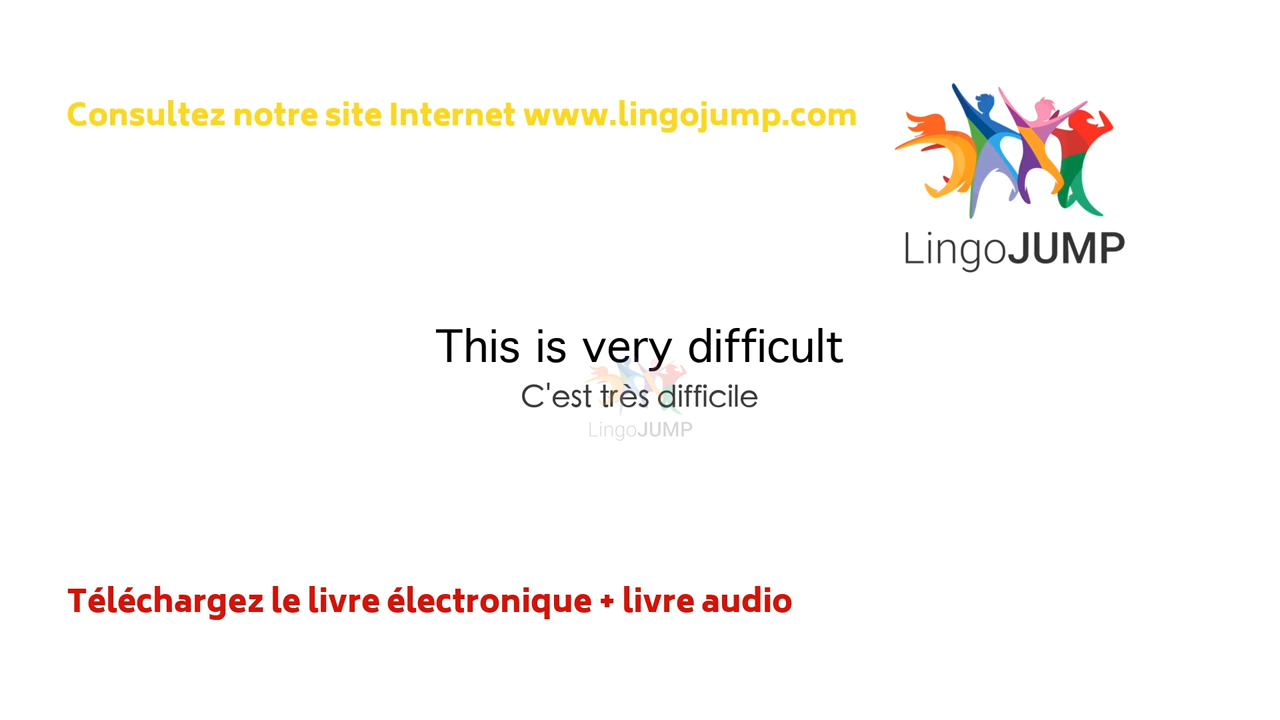 Consultez notre site Internet www.lingojump.com
LingoJUMP
This is very difficult
C'est très difficile
LingoJUMP
Téléchargez le livre électronique + livre audio